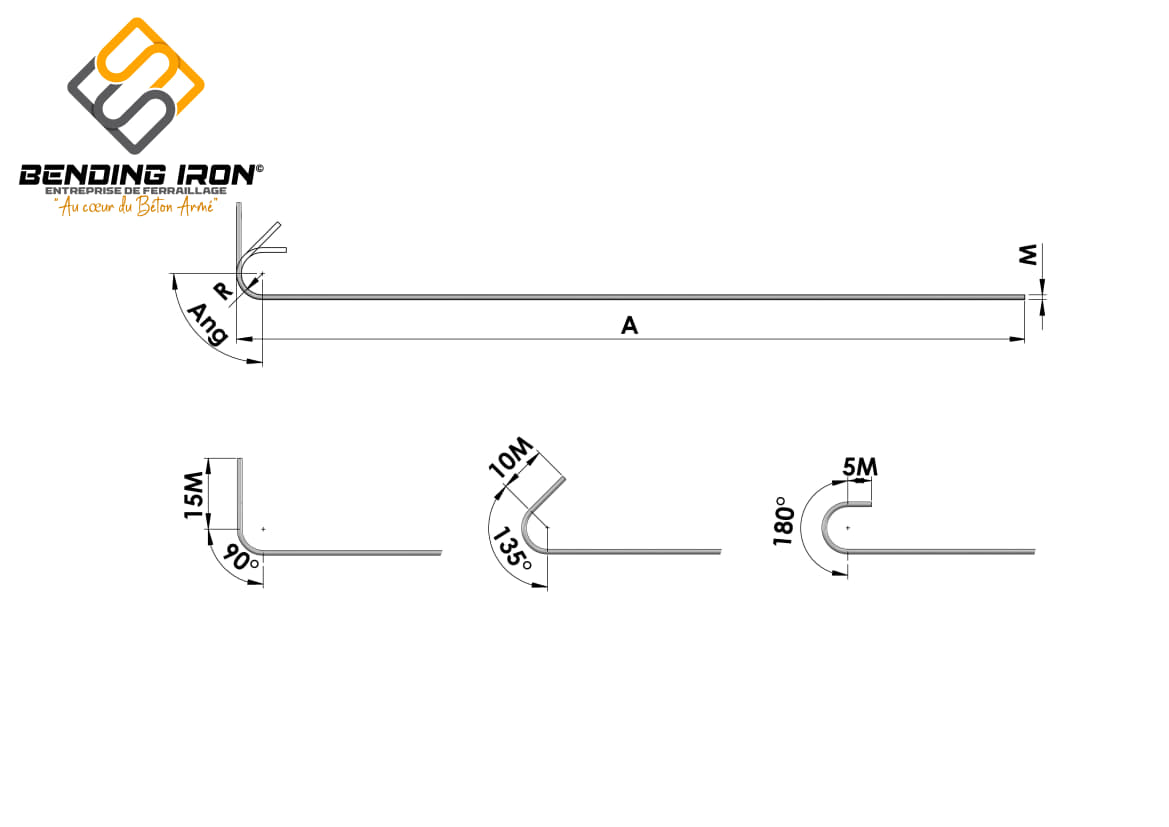 BENDING IRON©
ENTREPRISE DE FERRAILLAGE
"Au cœur du Béton Armé"
M
R
Ang
A
15M
90°
10M
135°
5M
180°